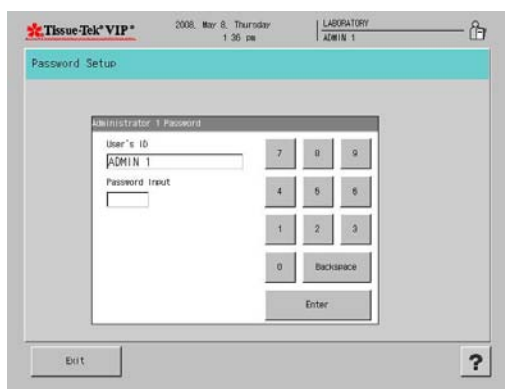 Tissue-Tek® VIP®
2008, May 8, Thursday
1 36 pm
LABORATORY
ADMIN 1
Password Setup
Administrator 1 Password
User's ID
ADMIN 1
Password Input
7 8 9
4 5 6
1 2 3
0 Backspace
Enter
Exit
?